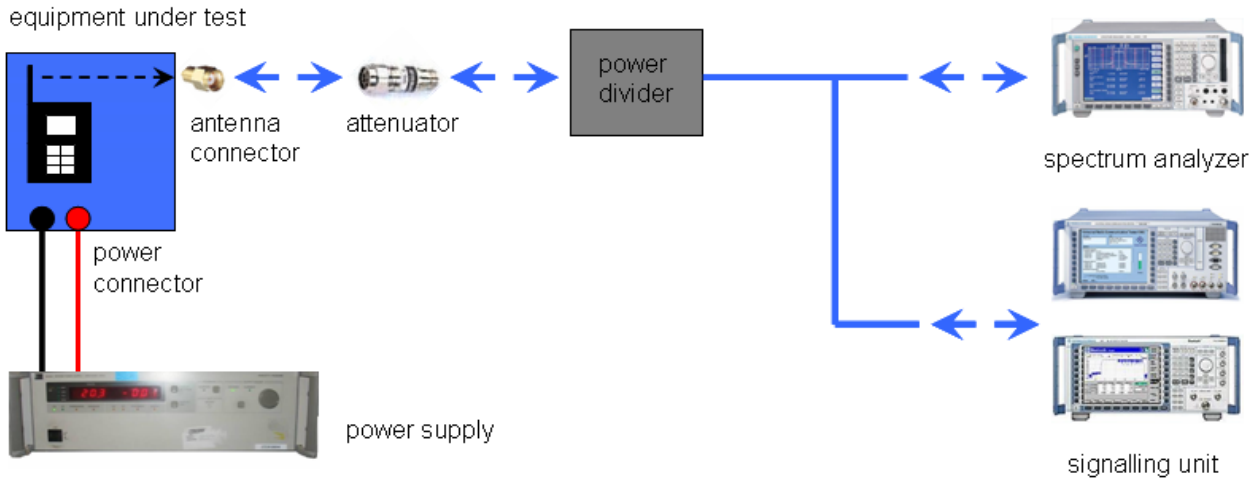 equipment under test
antenna
connector
attenuator
power
divider
spectrum analyzer
power
connector
power supply
signalling unit